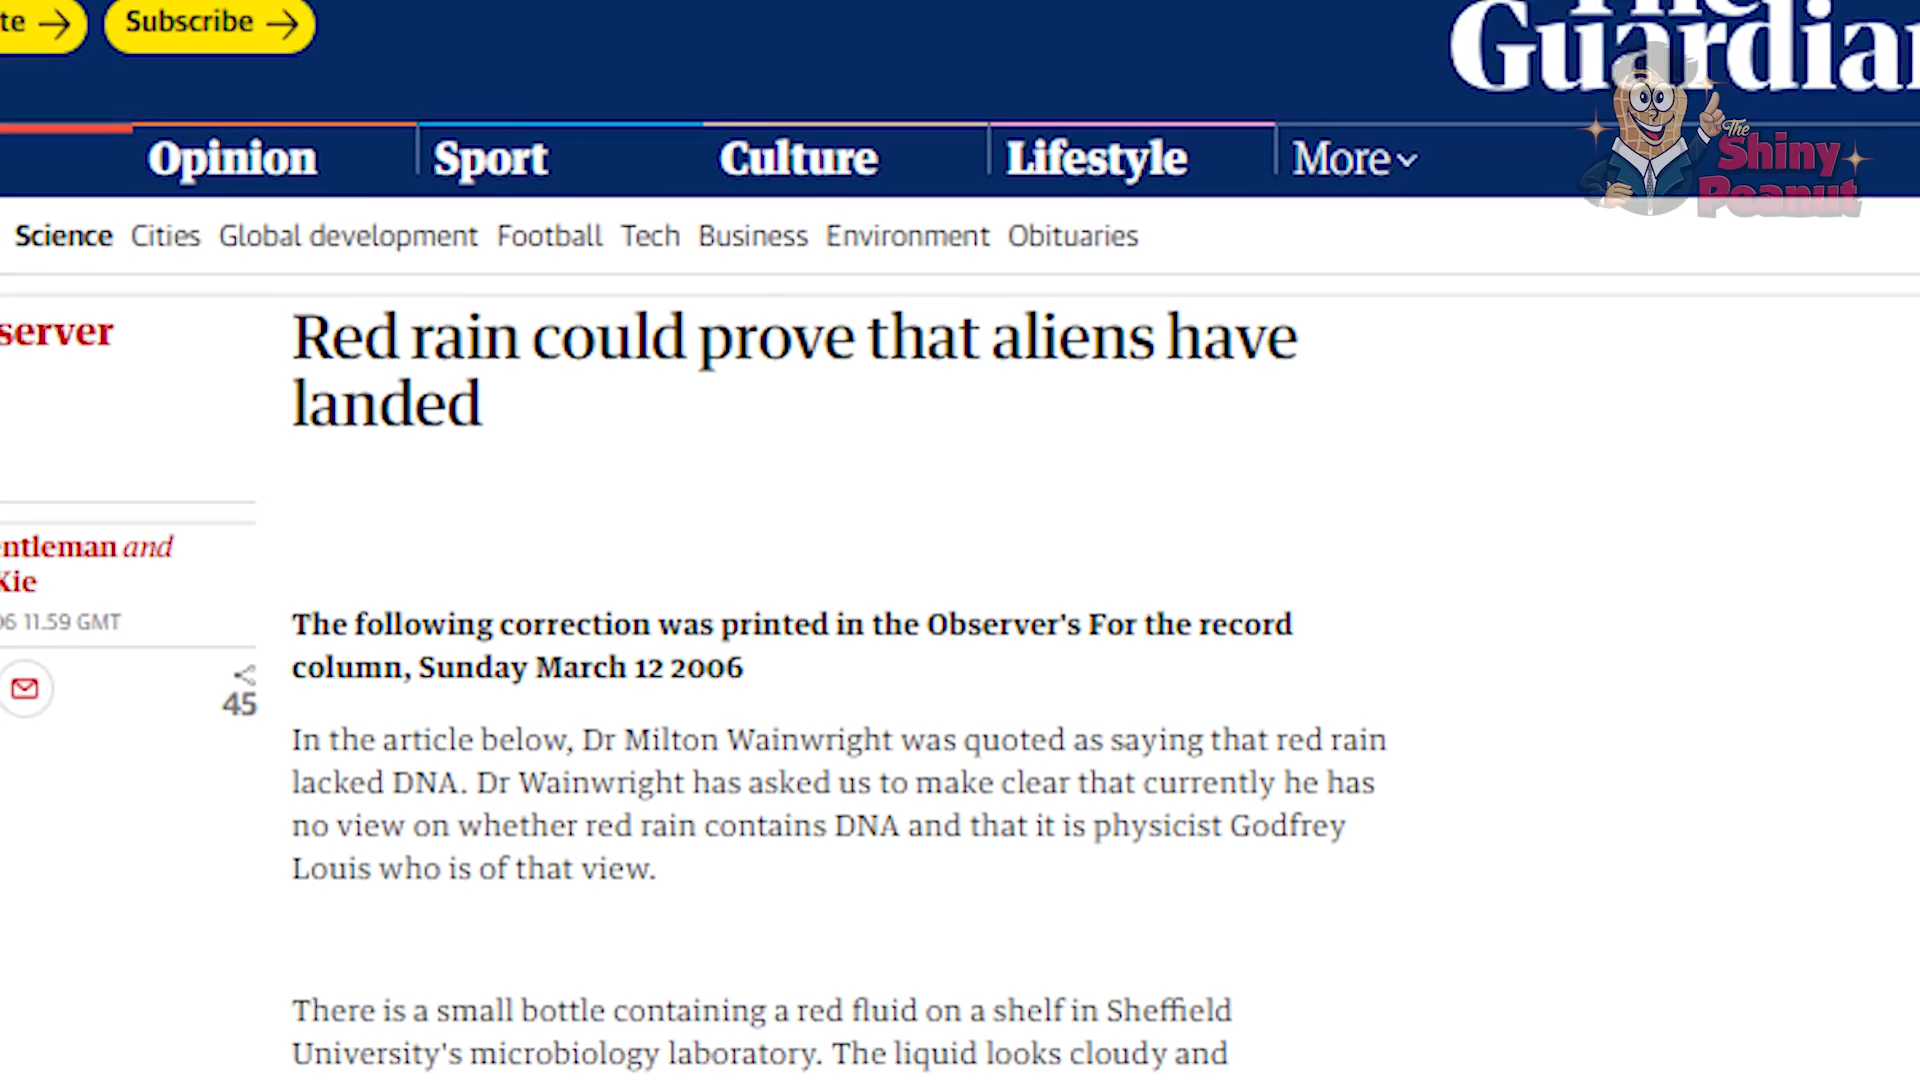 te → Subscribe →
The
Guardian
The
Shiny
Peanut
Opinion Sport Culture Lifestyle More
Science Cities Global development Football Tech Business Environment Obituaries
server
Red rain could prove that aliens have
landed
entleman and
Kie
06 11.59 GMT
45
The following correction was printed in the Observer's For the record
column, Sunday March 12 2006
In the article below, Dr Milton Wainwright was quoted as saying that red rain
lacked DNA. Dr Wainwright has asked us to make clear that currently he has
no view on whether red rain contains DNA and that it is physicist Godfrey
Louis who is of that view.
There is a small bottle containing a red fluid on a shelf in Sheffield
University's microbiology laboratory. The liquid looks cloudy and